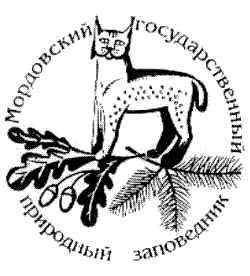 Мордовский государственный
природный заповедник